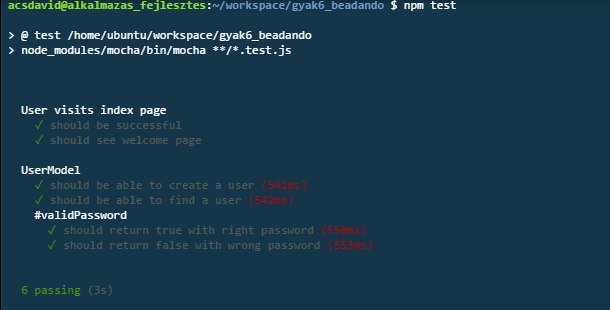 acsdavid@alkalmazas_fejlesztes:~/workspace/gyak6_beadando $ npm test
> @ test /home/ubuntu/workspace/gyak6_beadando
> node_modules/mocha/bin/mocha **/*.test.js
User visits index page
✓ should be successful
✓ should see welcome page
UserModel
✓ should be able to create a user (541ms)
✓ should be able to find a user (542ms)
#validPassword
✓ should return true with right password (550ms)
✓ should return false with wrong password (553ms)
6 passing (3s)